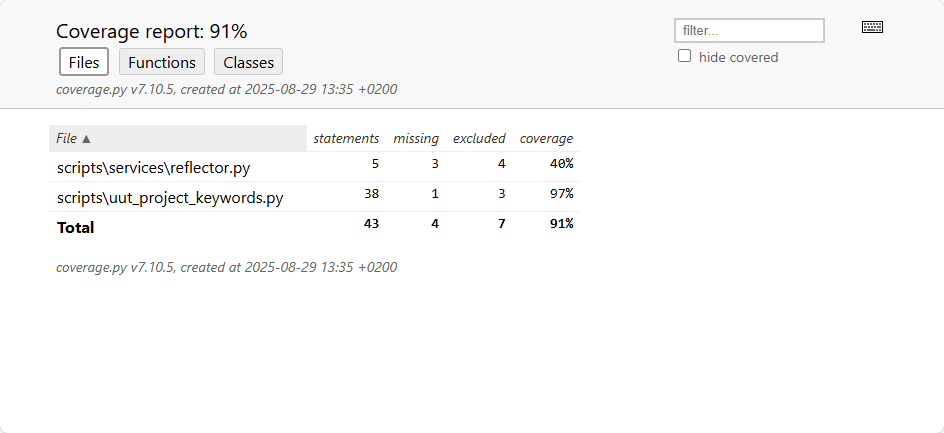 Coverage report: 91%
filter...
hide covered
Files Functions Classes
coverage.py v7.10.5, created at 2025-08-29 13:35 +0200
File ▲ statements missing excluded coverage
scripts\services\reflector.py 5 3 4 40%
scripts\uut_project_keywords.py 38 1 3 97%
Total 43 4 7 91%
coverage.py v7.10.5, created at 2025-08-29 13:35 +0200